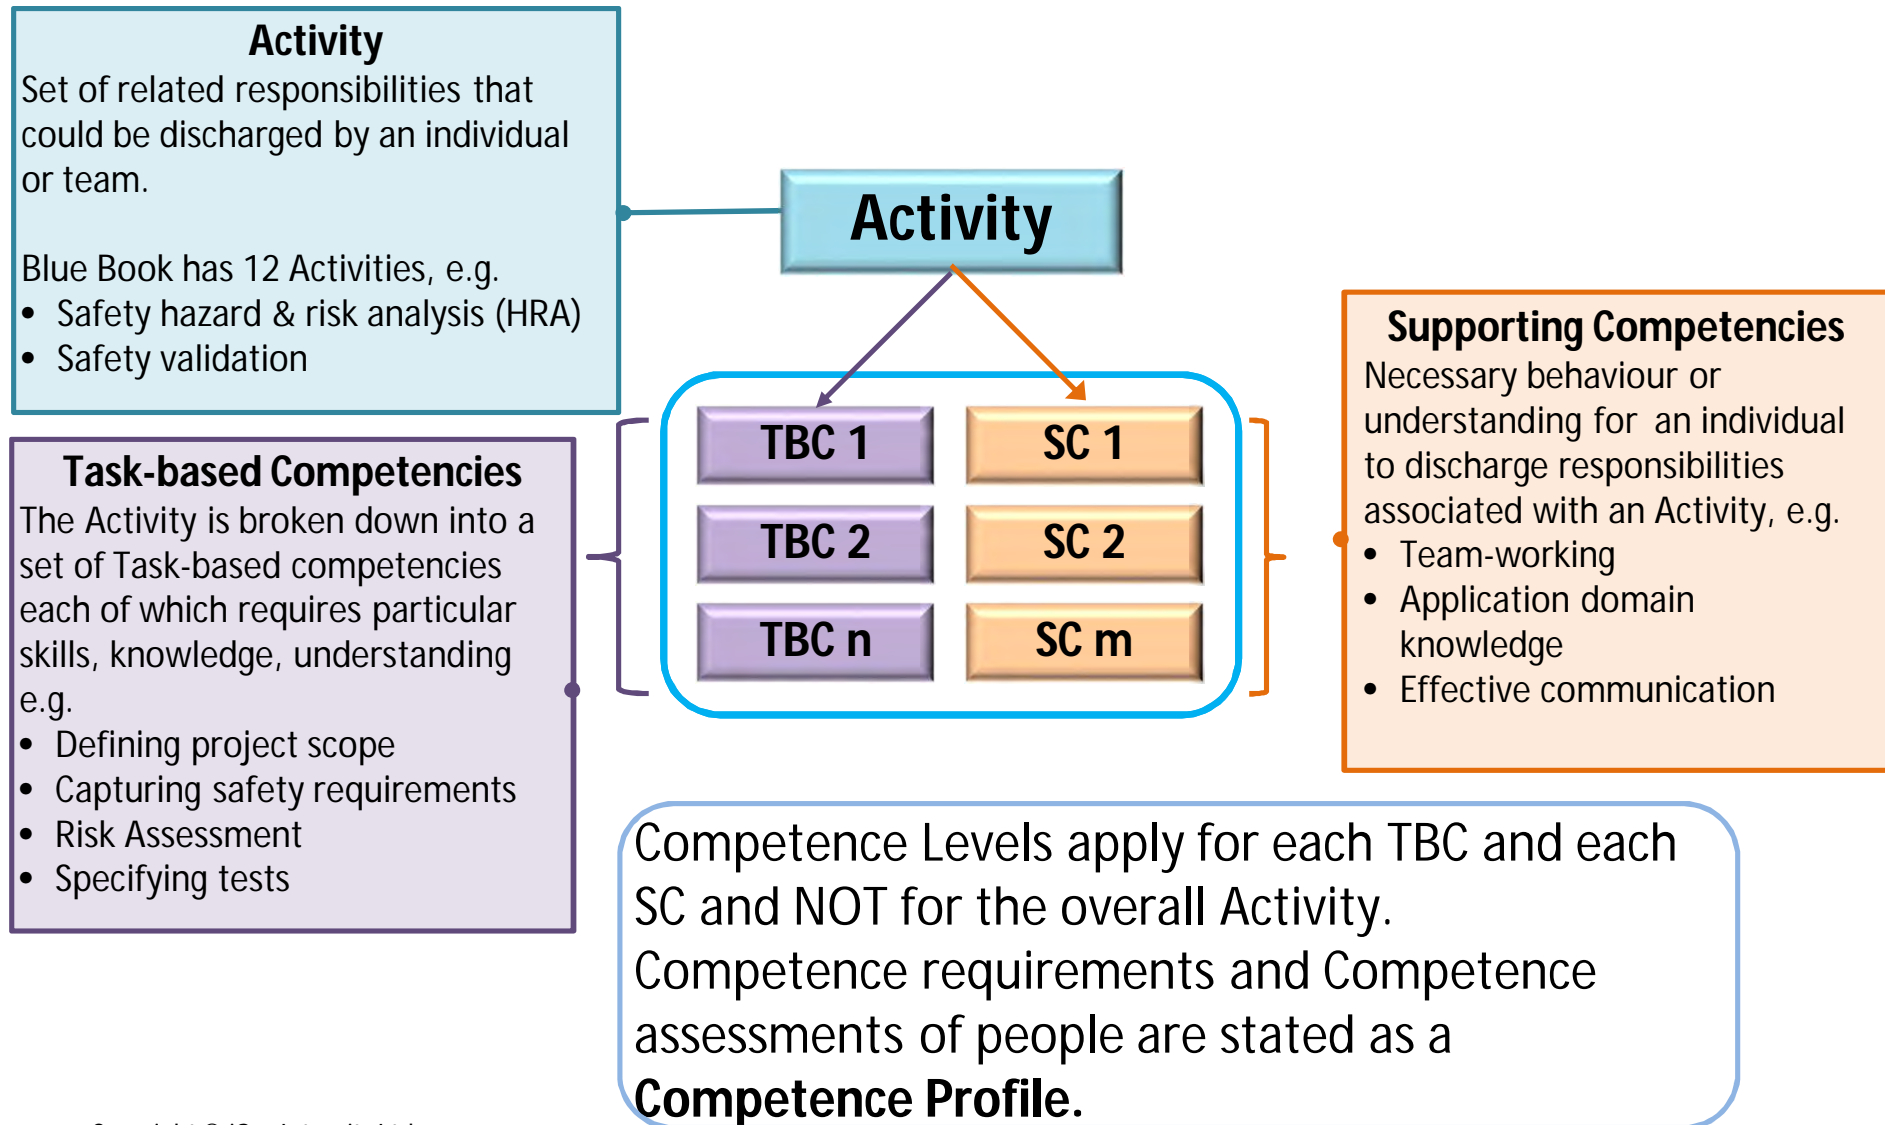 Activity
Set of related responsibilities that
could be discharged by an individual
or team.
Blue Book has 12 Activities, e.g.
• Safety hazard & risk analysis (HRA)
• Safety validation
Activity
Task-based Competencies
The Activity is broken down into a
set of Task-based competencies
each of which requires particular
skills, knowledge, understanding
e.g.
• Defining project scope
• Capturing safety requirements
• Risk Assessment
• Specifying tests
TBC 1
SC 1
TBC 2
SC 2
TBC n
SC m
Supporting Competencies
Necessary behaviour or
understanding for an individual
to discharge responsibilities
associated with an Activity, e.g.
• Team-working
• Application domain
knowledge
• Effective communication
Competence Levels apply for each TBC and each
SC and NOT for the overall Activity.
Competence requirements and Competence
assessments of people are stated as a
Competence Profile.